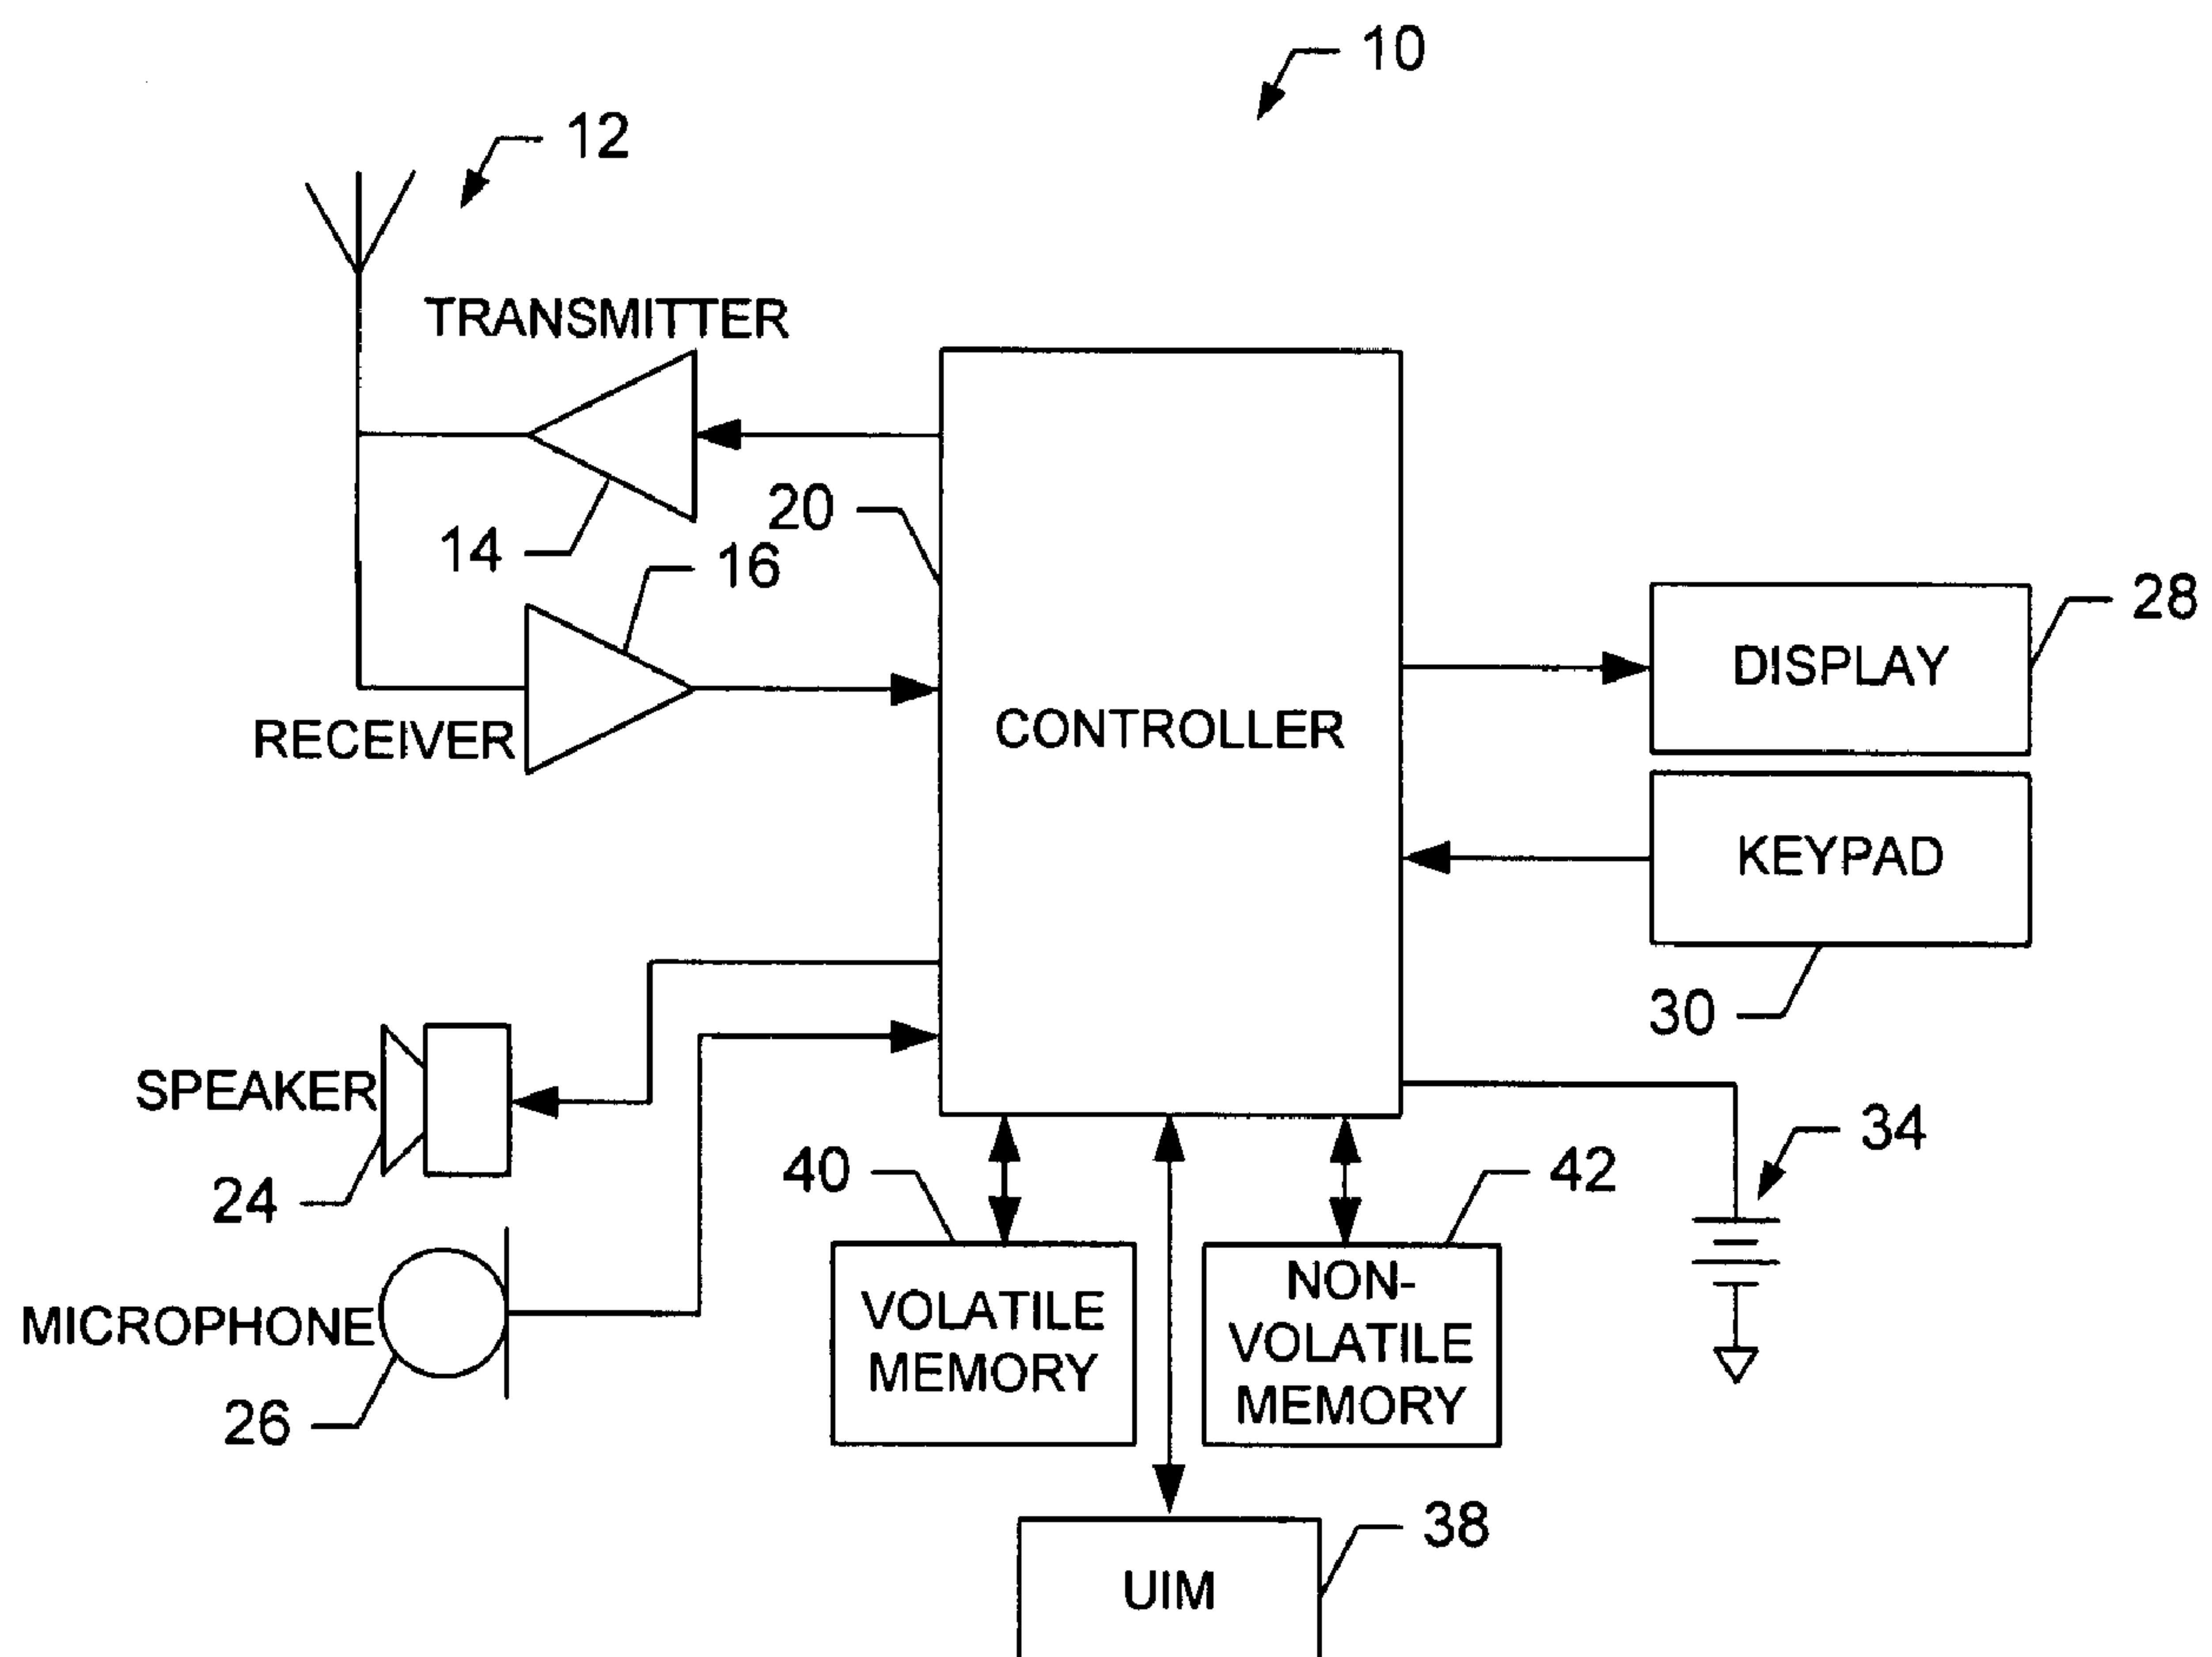 10
12
TRANSMITTER
14
16
20
RECEIVER
CONTROLLER
DISPLAY
28
KEYPAD
30
SPEAKER
24
MICROPHONE
26
40
VOLATILE
MEMORY
42
NON-
VOLATILE
MEMORY
34
UIM
38